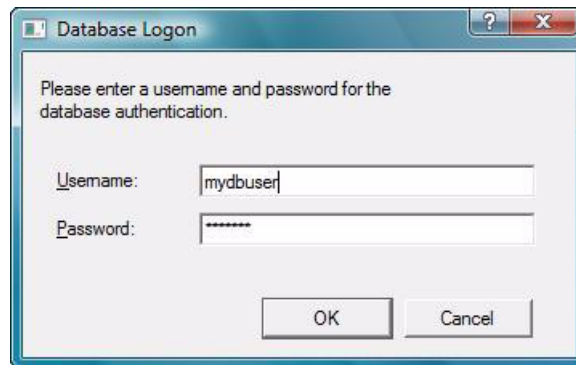 Database Logon
? X
Please enter a username and password for the
database authentication.
Username: mydbuser
Password: *******
OK Cancel